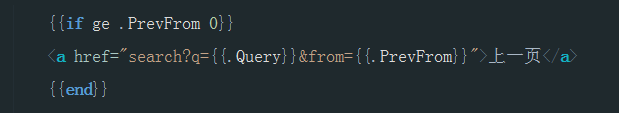 {{if ge .PrevFrom 0}}
<a href="search?q={{.Query}}&from={{.PrevFrom}}">上一页</a>
{{end}}